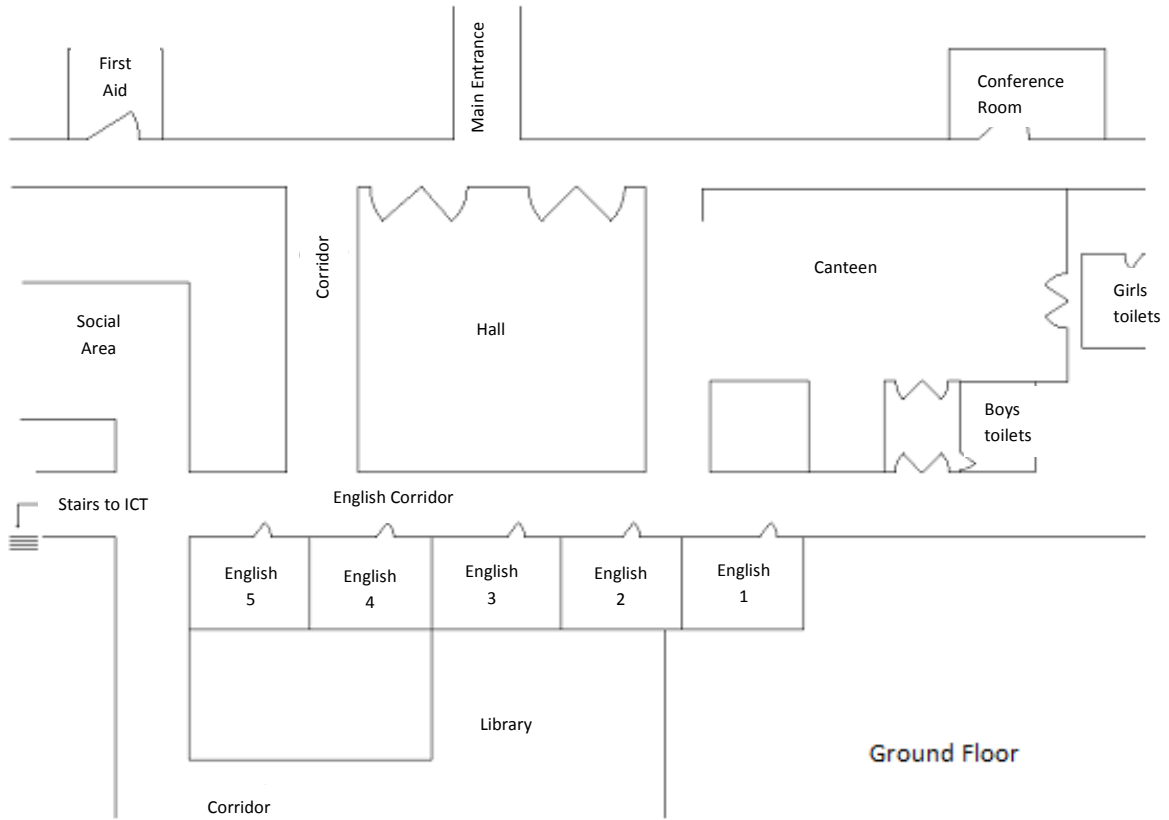 Main Entrance
First
Aid
Conference
Room
Corridor
Canteen
Girls
toilets
Social
Area
Hall
Boys
toilets
Stairs to ICT
English Corridor
English
5
English
4
English
3
English
2
English
1
Library
Ground Floor
Corridor